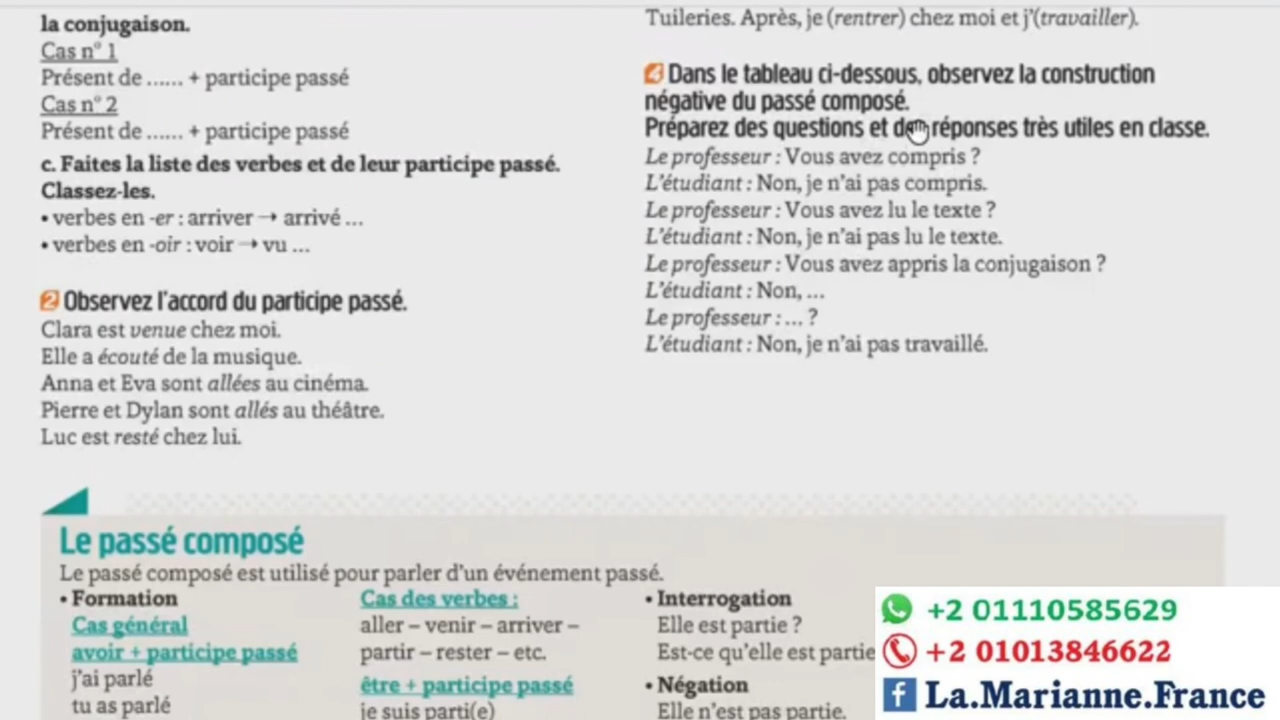 la conjugaison.
Cas n° 1
Présent de ...... + participe passé
Cas n° 2
Présent de ...... + participe passé
c. Faites la liste des verbes et de leur participe passé.
Classez-les.
• verbes en -er : arriver → arrivé ...
• verbes en -oir : voir → vu ...
2 Observez l'accord du participe passé.
Clara est venue chez moi.
Elle a écouté de la musique.
Anna et Eva sont allées au cinéma.
Pierre et Dylan sont allés au théâtre.
Luc est resté chez lui.
Tuileries. Après, je (rentrer) chez moi et j'(travailler).
4 Dans le tableau ci-dessous, observez la construction
négative du passé composé.
Préparez des questions et des réponses très utiles en classe.
Le professeur : Vous avez compris ?
L'étudiant : Non, je n'ai pas compris.
Le professeur : Vous avez lu le texte ?
L'étudiant : Non, je n'ai pas lu le texte.
Le professeur : Vous avez appris la conjugaison ?
L'étudiant : Non, ...
Le professeur : ... ?
L'étudiant : Non, je n'ai pas travaillé.
Le passé composé
Le passé composé est utilisé pour parler d'un événement passé.
• Formation
Cas général
avoir + participe passé
j'ai parlé
tu as parlé
Cas des verbes :
aller – venir – arriver –
partir – rester – etc.
être + participe passé
je suis parti(e)
• Interrogation
Elle est partie ?
Est-ce qu'elle est partie
• Négation
Elle n'est pas partie.
+2 01110585629
+2 01013846622
La.Marianne.France